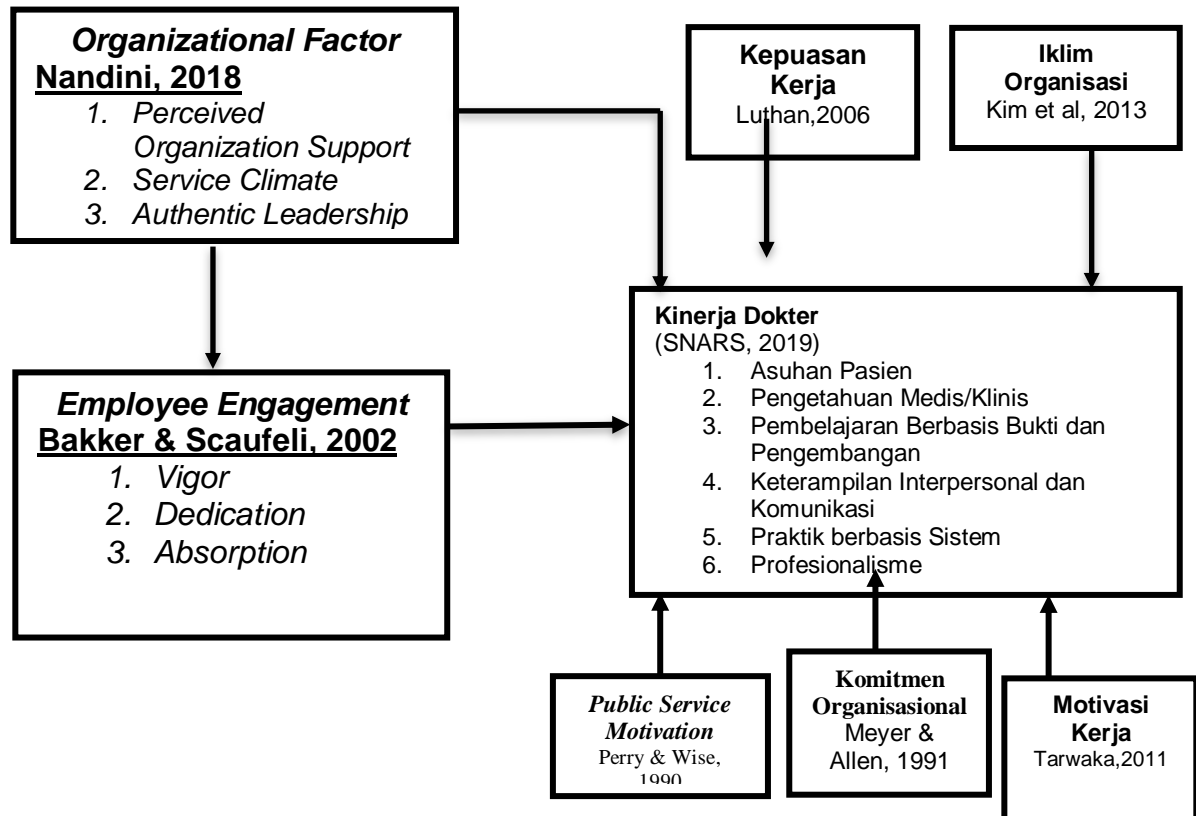 Organizational Factor
Nandini, 2018
1. Perceived
Organization Support
2. Service Climate
3. Authentic Leadership
Kepuasan
Kerja
Luthan,2006
Iklim
Organisasi
Kim et al, 2013
Employee Engagement
Bakker & Scaufeli, 2002
1. Vigor
2. Dedication
3. Absorption
Kinerja Dokter
(SNARS, 2019)
1. Asuhan Pasien
2. Pengetahuan Medis/Klinis
3. Pembelajaran Berbasis Bukti dan
Pengembangan
4. Keterampilan Interpersonal dan
Komunikasi
5. Praktik berbasis Sistem
6. Profesionalisme
Public Service
Motivation
Perry & Wise,
1990
Komitmen
Organisasional
Meyer &
Allen, 1991
Motivasi
Kerja
Tarwaka,2011